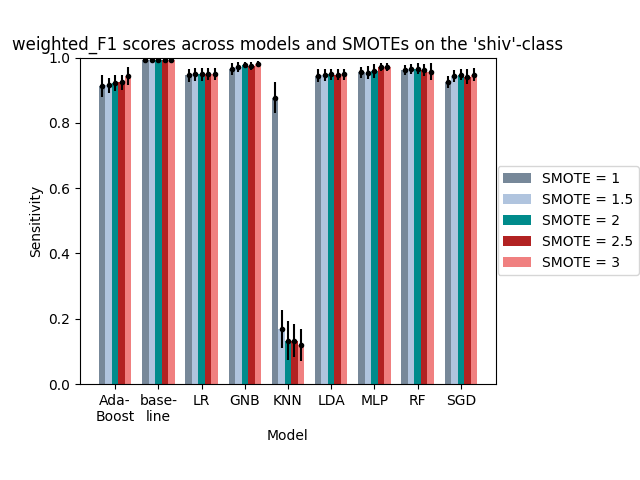 weighted_F1 scores across models and SMOTEs on the 'shiv'-class
1.0
0.8
0.6
0.4
0.2
0.0
Sensitivity
Ada-
Boost
base-
line
LR
GNB
KNN
LDA
MLP
RF
SGD
Model
SMOTE = 1
SMOTE = 1.5
SMOTE = 2
SMOTE = 2.5
SMOTE = 3